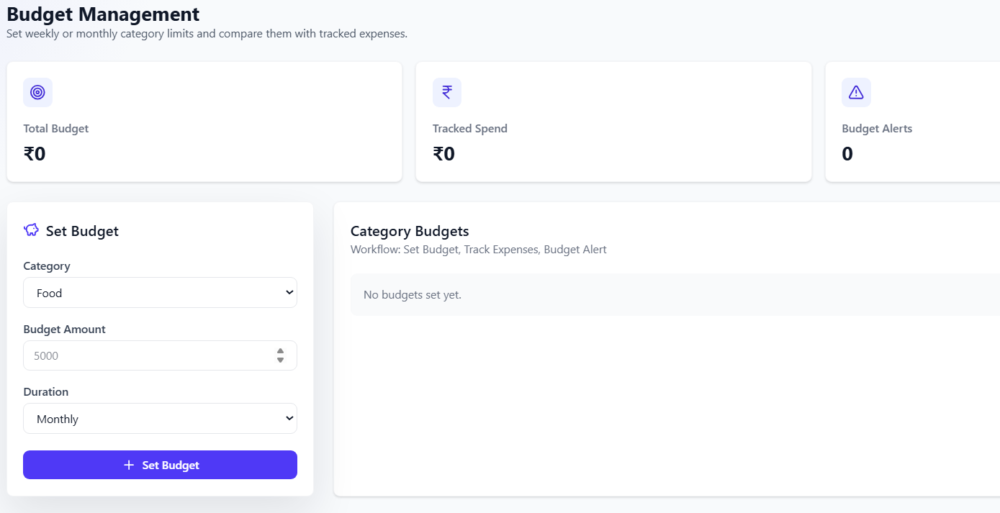 Budget Management
Set weekly or monthly category limits and compare them with tracked expenses.
Total Budget
₹0
Tracked Spend
₹0
Budget Alerts
0
Set Budget
Category
Food
Budget Amount
5000
Duration
Monthly
Set Budget
Category Budgets
Workflow: Set Budget, Track Expenses, Budget Alert
No budgets set yet.